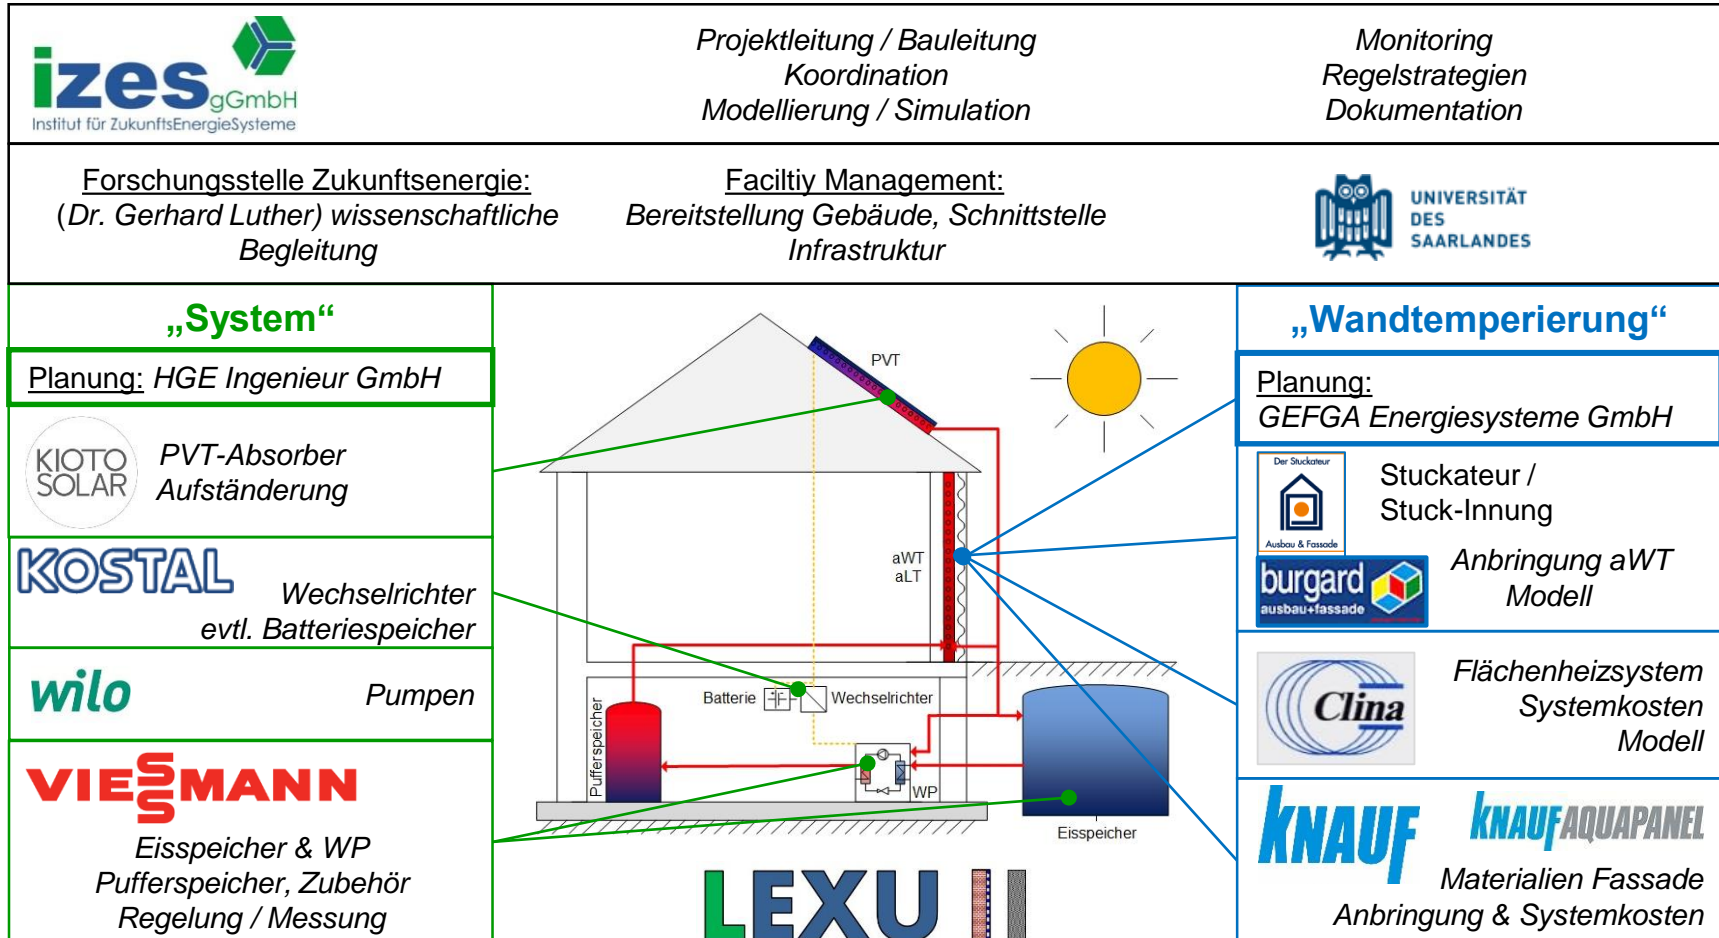 izes gGmbH
Institut für ZukunftsEnergieSysteme
Projektleitung / Bauleitung
Koordination
Modellierung / Simulation
Monitoring
Regelstrategien
Dokumentation
Forschungsstelle Zukunftsenergie:
(Dr. Gerhard Luther) wissenschaftliche
Begleitung
Faciltiy Management:
Bereitstellung Gebäude, Schnittstelle
Infrastruktur
UNIVERSITÄT
DES
SAARLANDES
„System“
Planung: HGE Ingenieur GmbH
KIOTO
SOLAR
PVT-Absorber
Aufständerung
KOSTAL
Wechselrichter
evtl. Batteriespeicher
wilo
Pumpen
VIESSMANN
Eisspeicher & WP
Pufferspeicher, Zubehör
Regelung / Messung
PVT
aWT
aLT
Batterie
Wechselrichter
Pufferspeicher
WP
Eisspeicher
LEXU II
„Wandtemperierung“
Planung:
GEFGA Energiesysteme GmbH
Der Stuckateur
Ausbau & Fassade
Stuckateur /
Stuck-Innung
burgard
ausbau+fassade
Anbringung aWT
Modell
Clina
Flächenheizsystem
Systemkosten
Modell
KNAUF
KNAUF AQUAPANEL
Materialien Fassade
Anbringung & Systemkosten